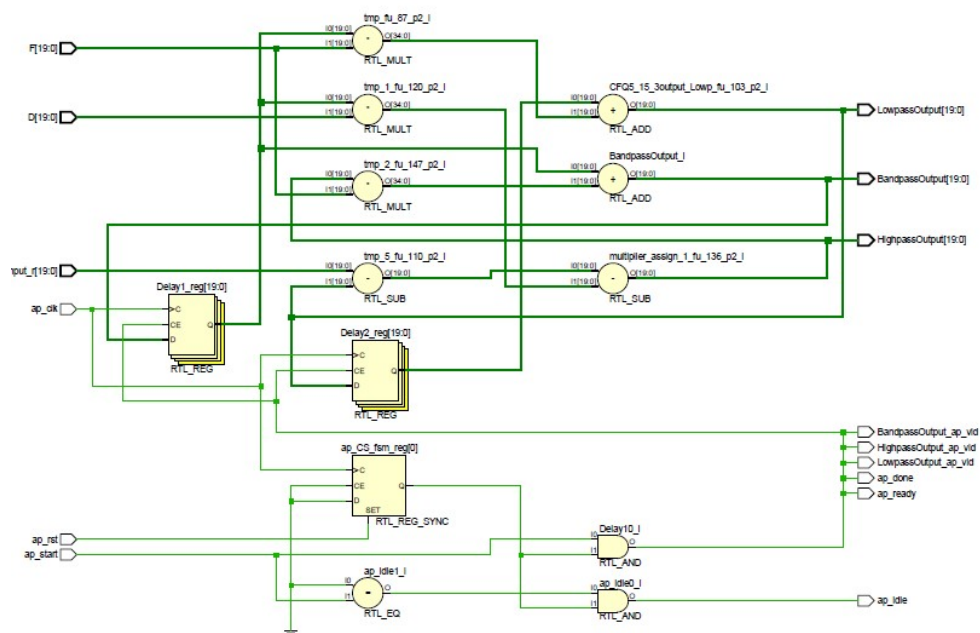 tmp_fu_87_p2_i
I0[19:0]
I1[19:0]
O[34:0]
RTL_MULT
F[19:0]
tmp_1_fu_120_p2_i
I0[19:0]
I1[19:0]
O[34:0]
RTL_MULT
D[19:0]
CFQ5_15_3output_Lowp_fu_103_p2_i
I0[19:0]
I1[19:0]
O[19:0]
+
RTL_ADD
LowpassOutput[19:0]
tmp_2_fu_147_p2_i
I0[19:0]
I1[19:0]
O[34:0]
RTL_MULT
BandpassOutput_i
I0[19:0]
I1[19:0]
O[19:0]
+
RTL_ADD
BandpassOutput[19:0]
HighpassOutput[19:0]
nput_r[19:0]
tmp_5_fu_110_p2_i
I0[19:0]
I1[19:0]
O[19:0]
-
RTL_SUB
multiplier_assign_1_fu_136_p2_i
I0[19:0]
I1[19:0]
O[19:0]
-
RTL_SUB
ap_clk
Delay1_reg[19:0]
C
CE
D
Q
RTL_REG
Delay2_reg[19:0]
C
CE
D
Q
RTL_REG
BandpassOutput_ap_vld
HighpassOutput_ap_vld
LowpassOutput_ap_vld
ap_done
ap_ready
ap_CS_fsm_reg[0]
C
CE
D
SET
Q
RTL_REG_SYNC
ap_rst
ap_start
Delay10_i
I0
I1
O
RTL_AND
ap_idle1_i
I0
I1
O
=
RTL_EQ
ap_idle0_i
I0
I1
O
RTL_AND
ap_idle